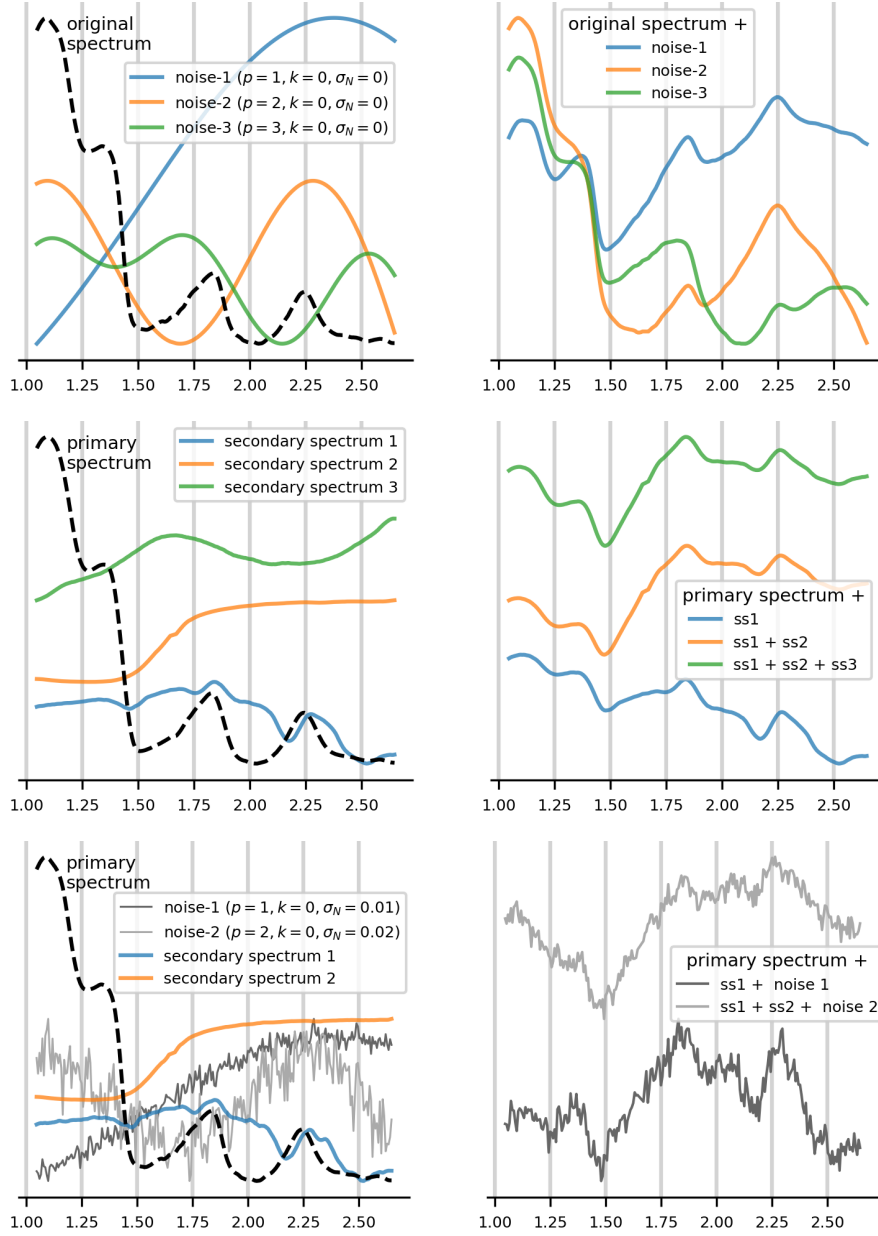 original
spectrum
noise-1 (p = 1, k = 0, σ_N = 0)
noise-2 (p = 2, k = 0, σ_N = 0)
noise-3 (p = 3, k = 0, σ_N = 0)
1.00 1.25 1.50 1.75 2.00 2.25 2.50
original spectrum +
noise-1
noise-2
noise-3
1.00 1.25 1.50 1.75 2.00 2.25 2.50
primary
spectrum
secondary spectrum 1
secondary spectrum 2
secondary spectrum 3
1.00 1.25 1.50 1.75 2.00 2.25 2.50
primary spectrum +
ss1
ss1 + ss2
ss1 + ss2 + ss3
1.00 1.25 1.50 1.75 2.00 2.25 2.50
primary
spectrum
noise-1 (p = 1, k = 0, σ_N = 0.01)
noise-2 (p = 2, k = 0, σ_N = 0.02)
secondary spectrum 1
secondary spectrum 2
1.00 1.25 1.50 1.75 2.00 2.25 2.50
primary spectrum +
ss1 + noise 1
ss1 + ss2 + noise 2
1.00 1.25 1.50 1.75 2.00 2.25 2.50